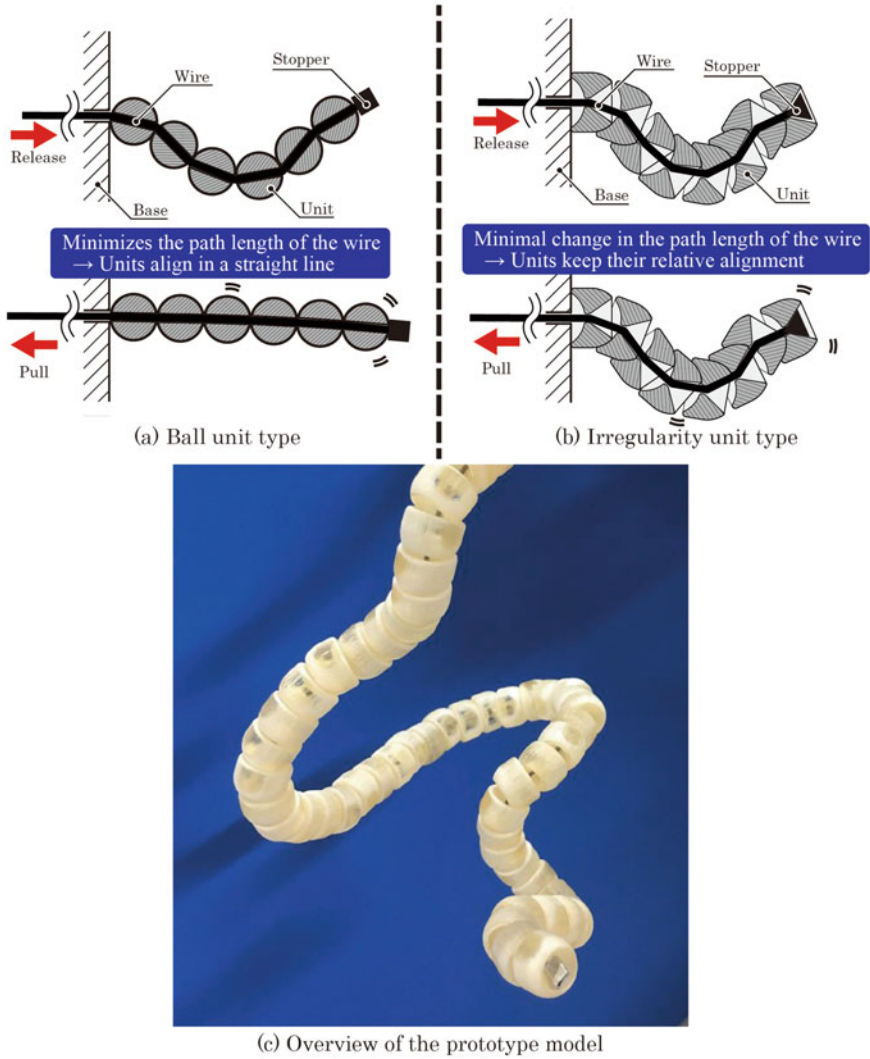 Stopper
Wire
Release
Base
Unit
Minimizes the path length of the wire
→ Units align in a straight line
Pull
(a) Ball unit type
Stopper
Wire
Release
Base
Unit
Minimal change in the path length of the wire
→ Units keep their relative alignment
Pull
(b) Irregularity unit type
(c) Overview of the prototype model